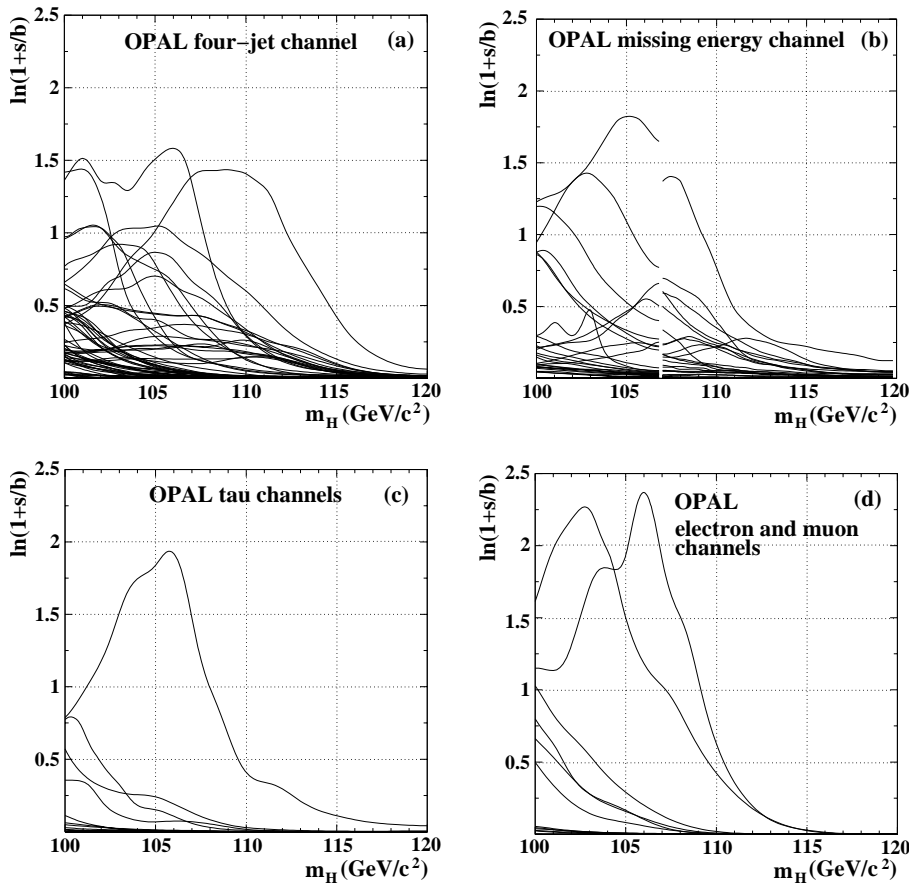 OPAL four−jet channel (a)
ln(1+s/b)
2.5
2
1.5
1
0.5
100 105 110 115 120
m_H (GeV/c²)
OPAL missing energy channel (b)
ln(1+s/b)
2.5
2
1.5
1
0.5
100 105 110 115 120
m_H (GeV/c²)
OPAL tau channels (c)
ln(1+s/b)
2.5
2
1.5
1
0.5
100 105 110 115 120
m_H (GeV/c²)
OPAL (d)
electron and muon
channels
ln(1+s/b)
2.5
2
1.5
1
0.5
100 105 110 115 120
m_H (GeV/c²)